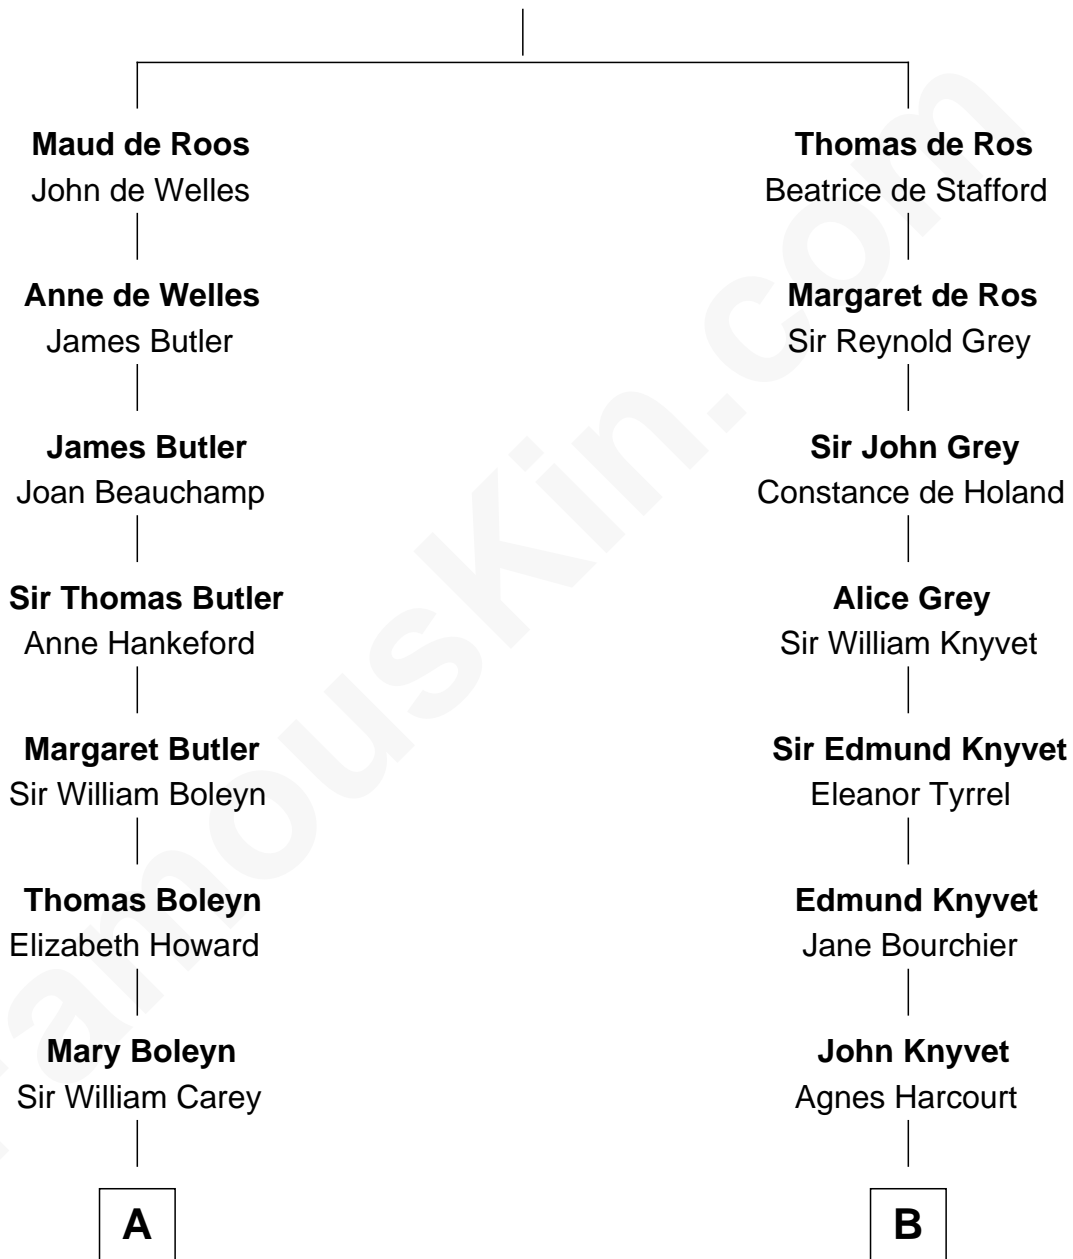 Maud de Roos
John de Welles
Thomas de Ros
Beatrice de Stafford
Anne de Welles
James Butler
Margaret de Ros
Sir Reynold Grey
James Butler
Joan Beauchamp
Sir John Grey
Constance de Holand
Sir Thomas Butler
Anne Hankeford
Alice Grey
Sir William Knyvet
Margaret Butler
Sir William Boleyn
Sir Edmund Knyvet
Eleanor Tyrrel
Thomas Boleyn
Elizabeth Howard
Edmund Knyvet
Jane Bourchier
Mary Boleyn
Sir William Carey
John Knyvet
Agnes Harcourt
A
B
FamousKin.com